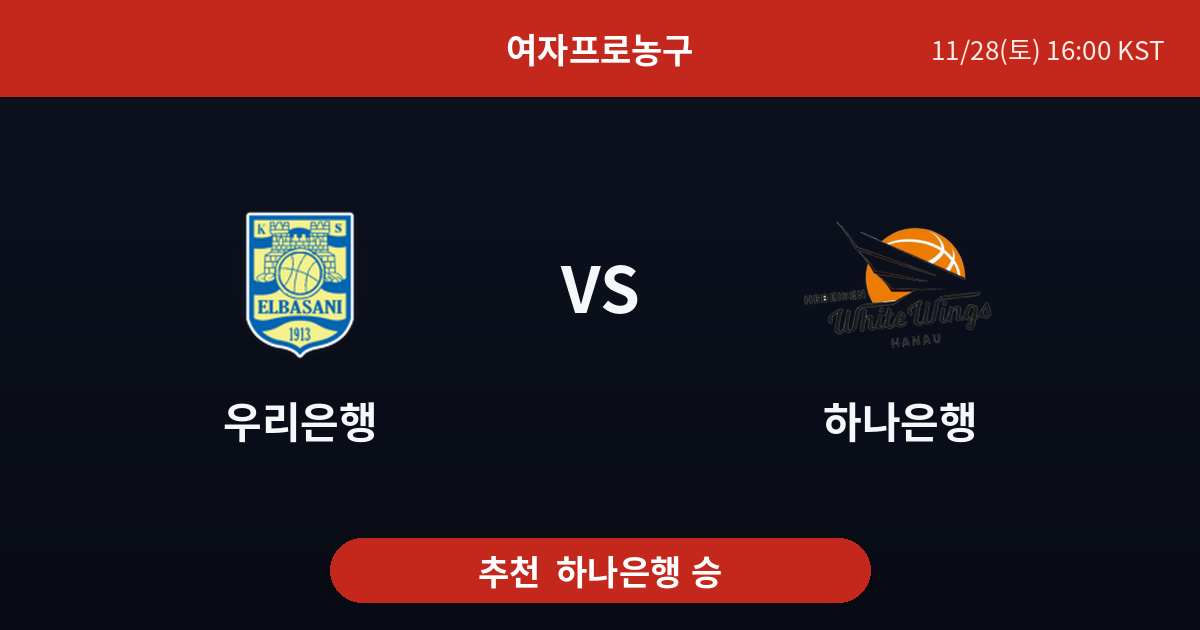 여자프로농구
11/28(토) 16:00 KST
K S
ELBASANI
1913
VS
HEBEISEN
White Wings
HANAU
우리은행
하나은행
추천 하나은행 승